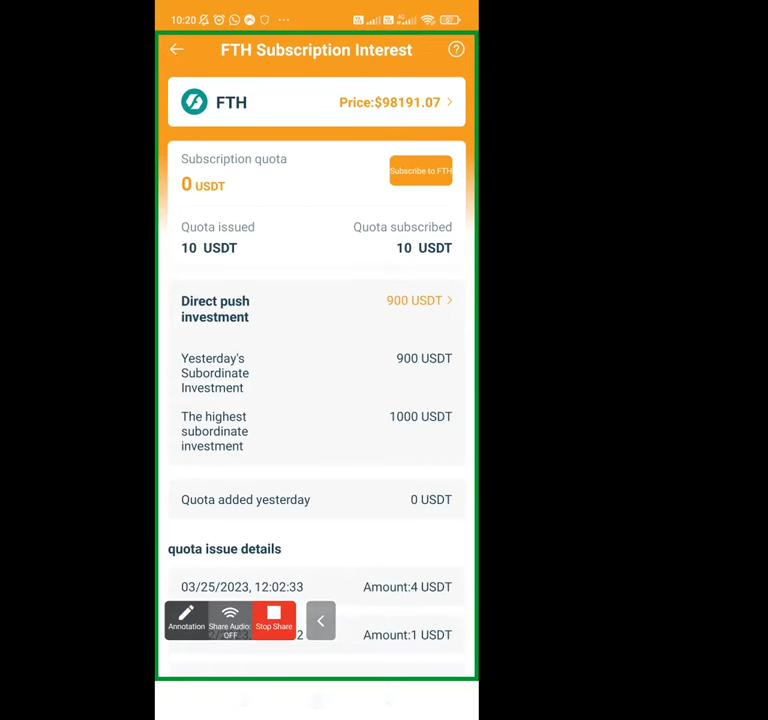 10:20
FTH Subscription Interest
FTH Price:$98191.07
Subscription quota
0 USDT
Subscribe to FTH
Quota issued Quota subscribed
10 USDT 10 USDT
Direct push
investment
900 USDT
Yesterday's
Subordinate
Investment
900 USDT
The highest
subordinate
investment
1000 USDT
Quota added yesterday 0 USDT
quota issue details
03/25/2023, 12:02:33 Amount:4 USDT
Annotation
Share Audio:
OFF
Stop Share
2 Amount:1 USDT